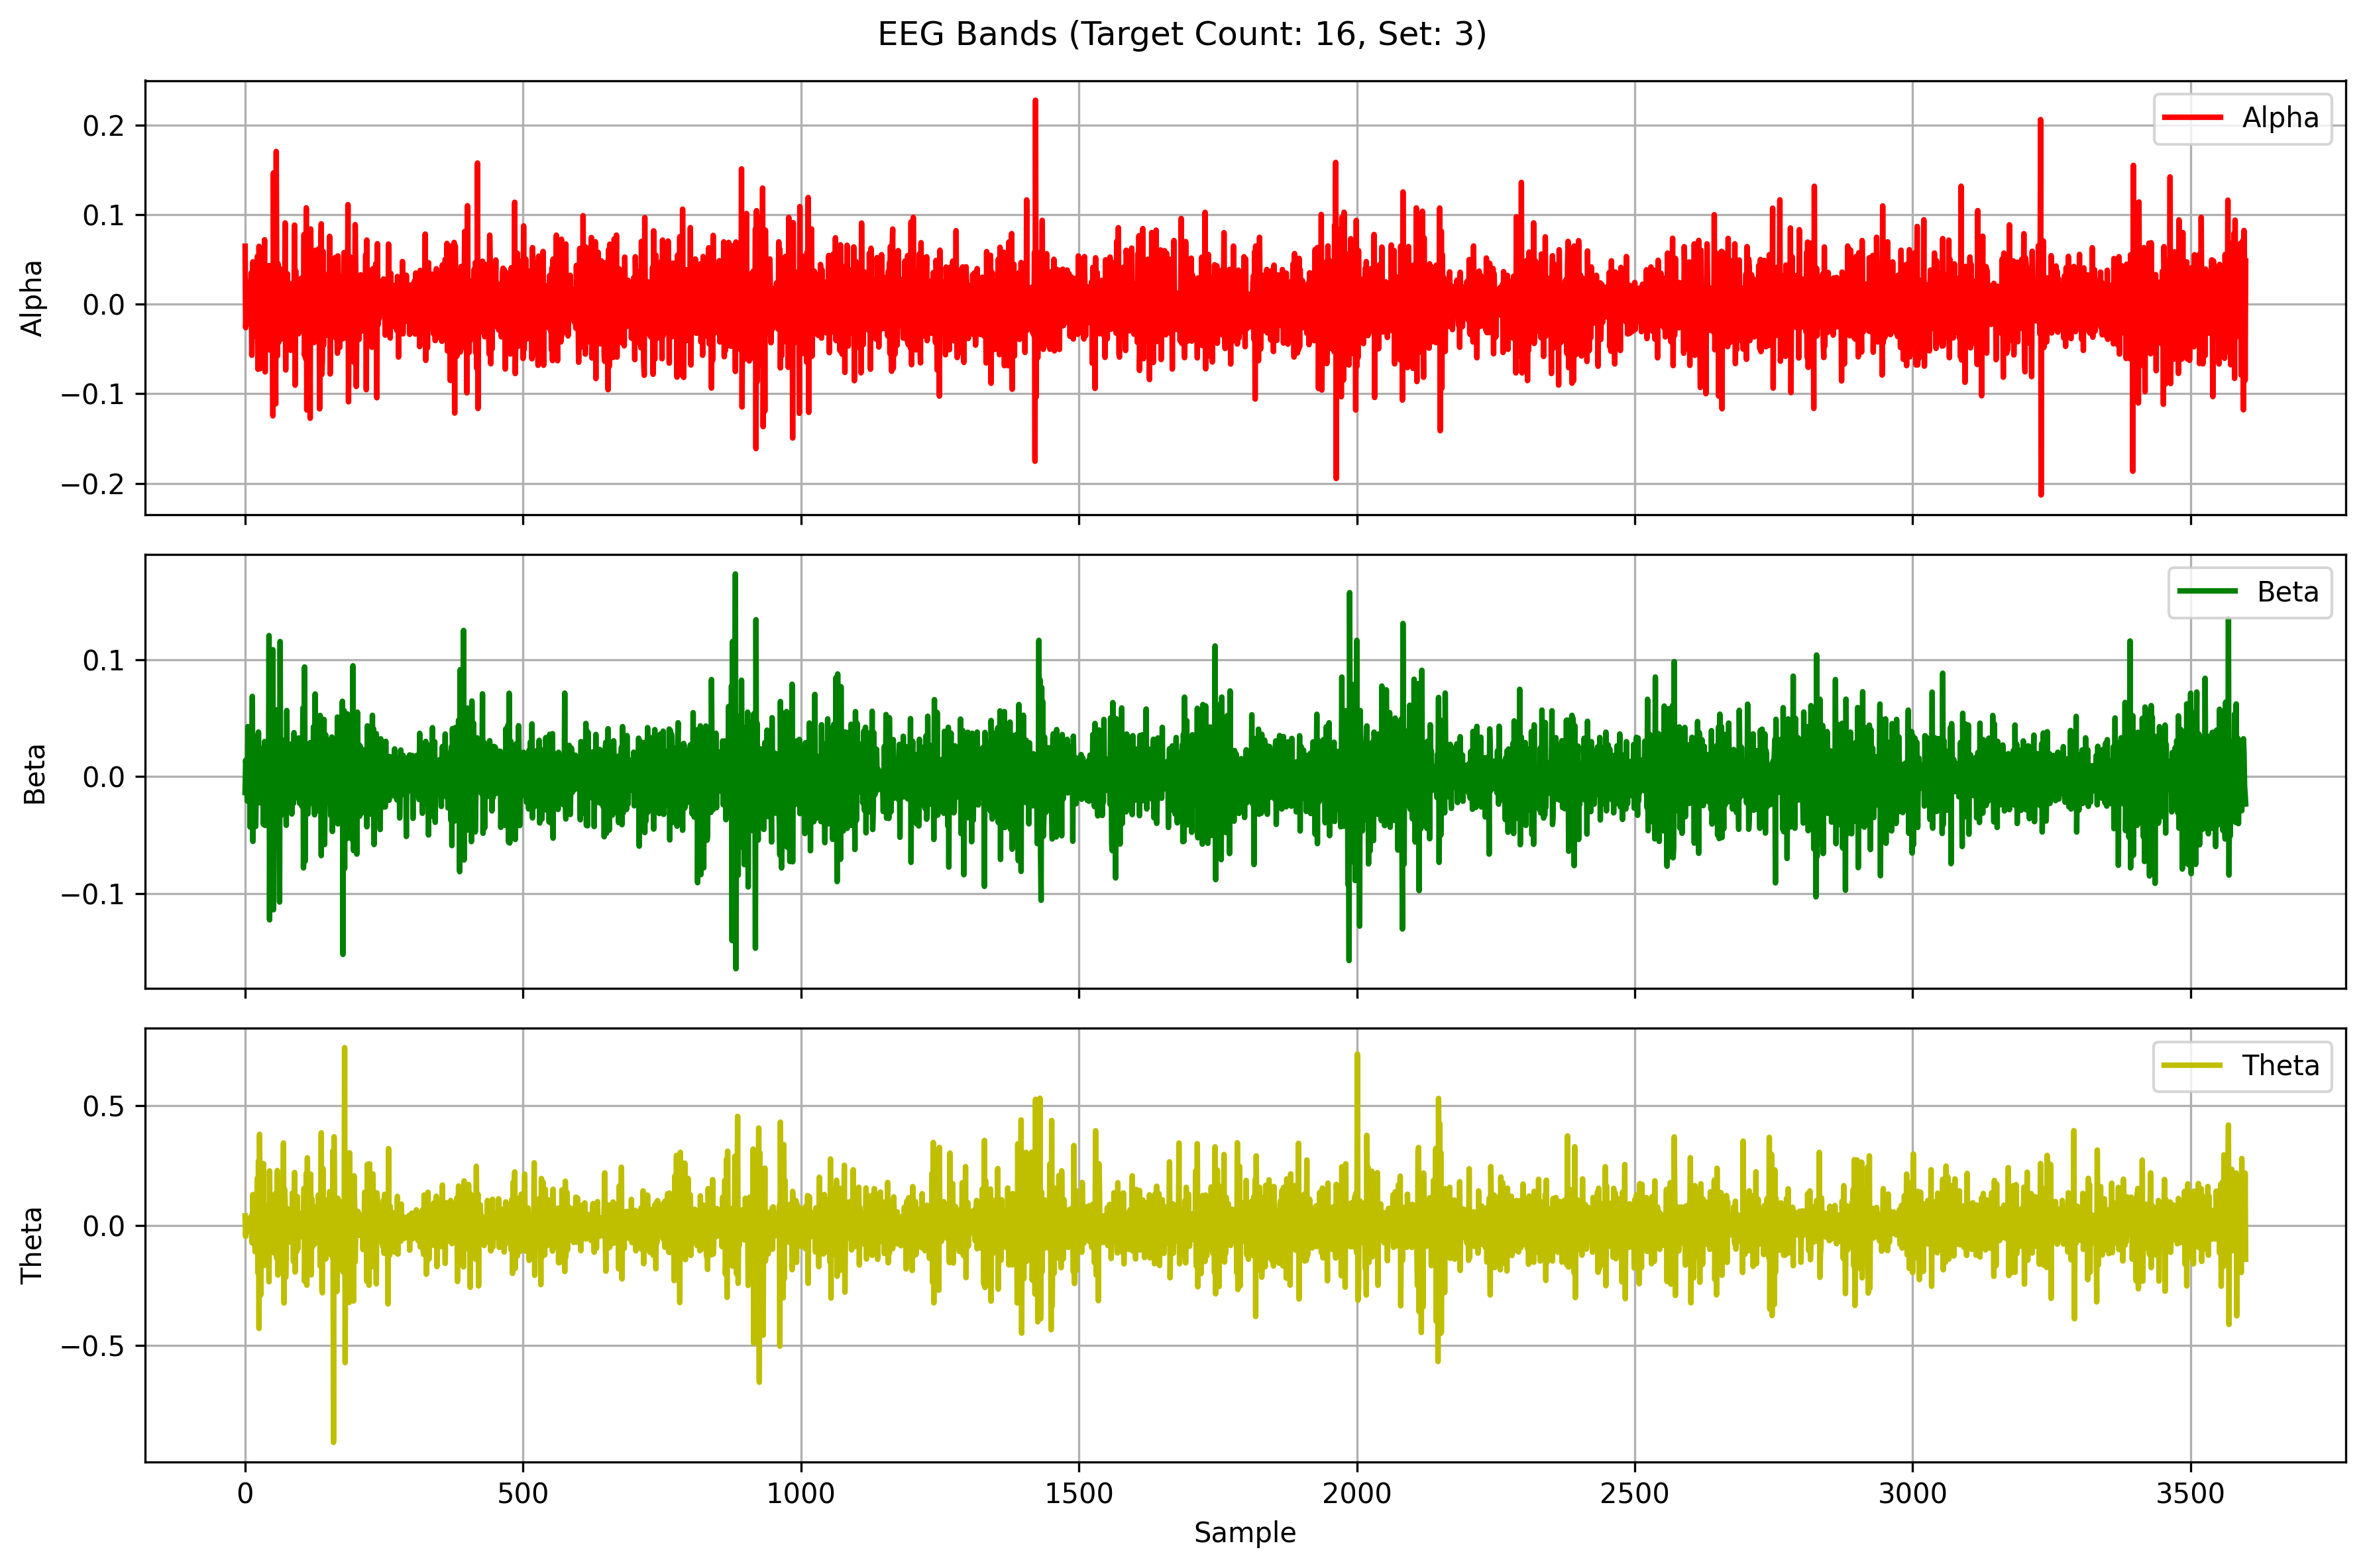 EEG Bands (Target Count: 16, Set: 3)
Alpha
0.2
0.1
0.0
−0.1
−0.2
Alpha
Beta
0.1
0.0
−0.1
Beta
Theta
0.5
0.0
−0.5
Theta
0 500 1000 1500 2000 2500 3000 3500
Sample